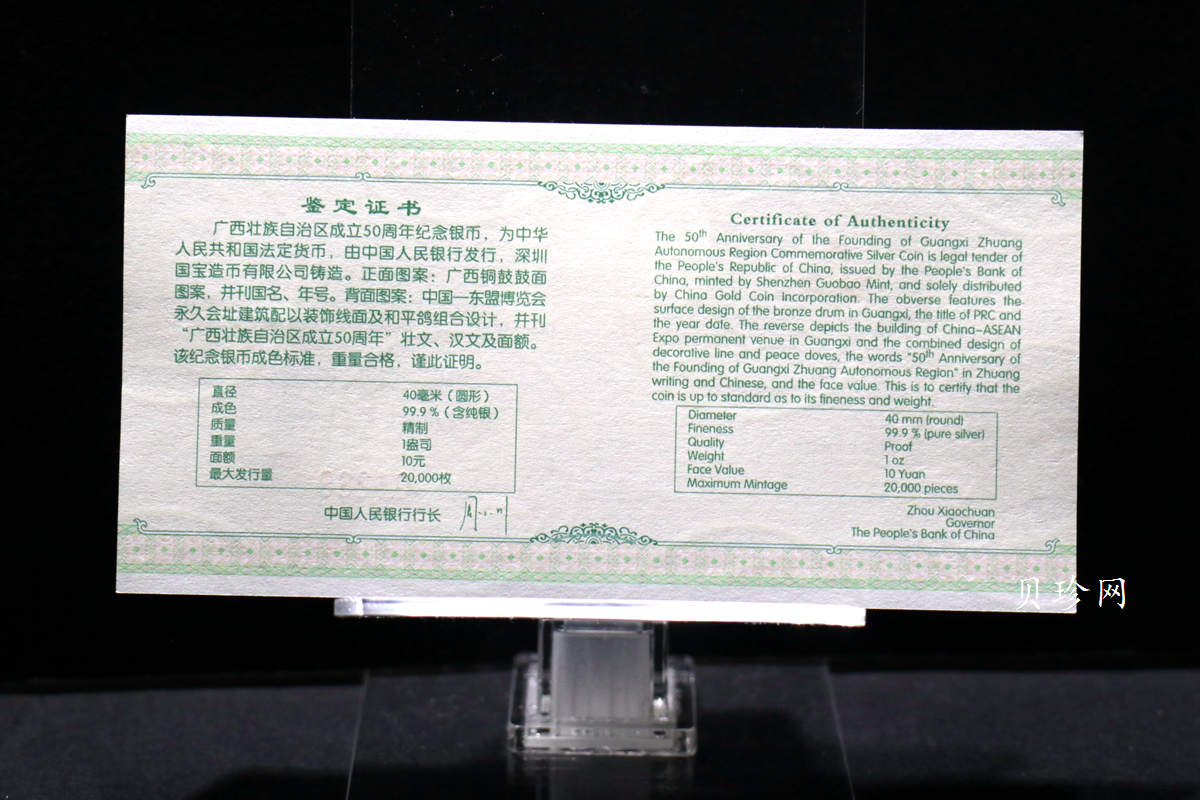 鉴定证书
广西壮族自治区成立50周年纪念银币，为中华
人民共和国法定货币，由中国人民银行发行，深圳
国宝造币有限公司铸造。正面图案：广西铜鼓鼓面
图案，并刊国名、年号。背面图案：中国—东盟博览会
永久会址建筑配以装饰线面及和平鸽组合设计，并刊
“广西壮族自治区成立50周年”壮文、汉文及面额。
该纪念银币成色标准，重量合格，谨此证明。
直径 40毫米（圆形）
成色 99.9%（含纯银）
质量 精制
重量 1盎司
面额 10元
最大发行量 20,000枚
中国人民银行行长
Certificate of Authenticity
The 50th Anniversary of the Founding of Guangxi Zhuang
Autonomous Region Commemorative Silver Coin is legal tender of
the People's Republic of China, issued by the People's Bank of
China, minted by Shenzhen Guobao Mint, and solely distributed
by China Gold Coin Incorporation. The obverse features the
surface design of the bronze drum in Guangxi, the title of PRC and
the year date. The reverse depicts the building of China-ASEAN
Expo permanent venue in Guangxi and the combined design of
decorative line and peace doves, the words "50th Anniversary of
the Founding of Guangxi Zhuang Autonomous Region" in Zhuang
writing and Chinese, and the face value. This is to certify that the
coin is up to standard as to its fineness and weight.
Diameter 40 mm (round)
Fineness 99.9 % (pure silver)
Quality Proof
Weight 1 oz
Face Value 10 Yuan
Maximum Mintage 20,000 pieces
Zhou Xiaochuan
Governor
The People's Bank of China
贝珍网